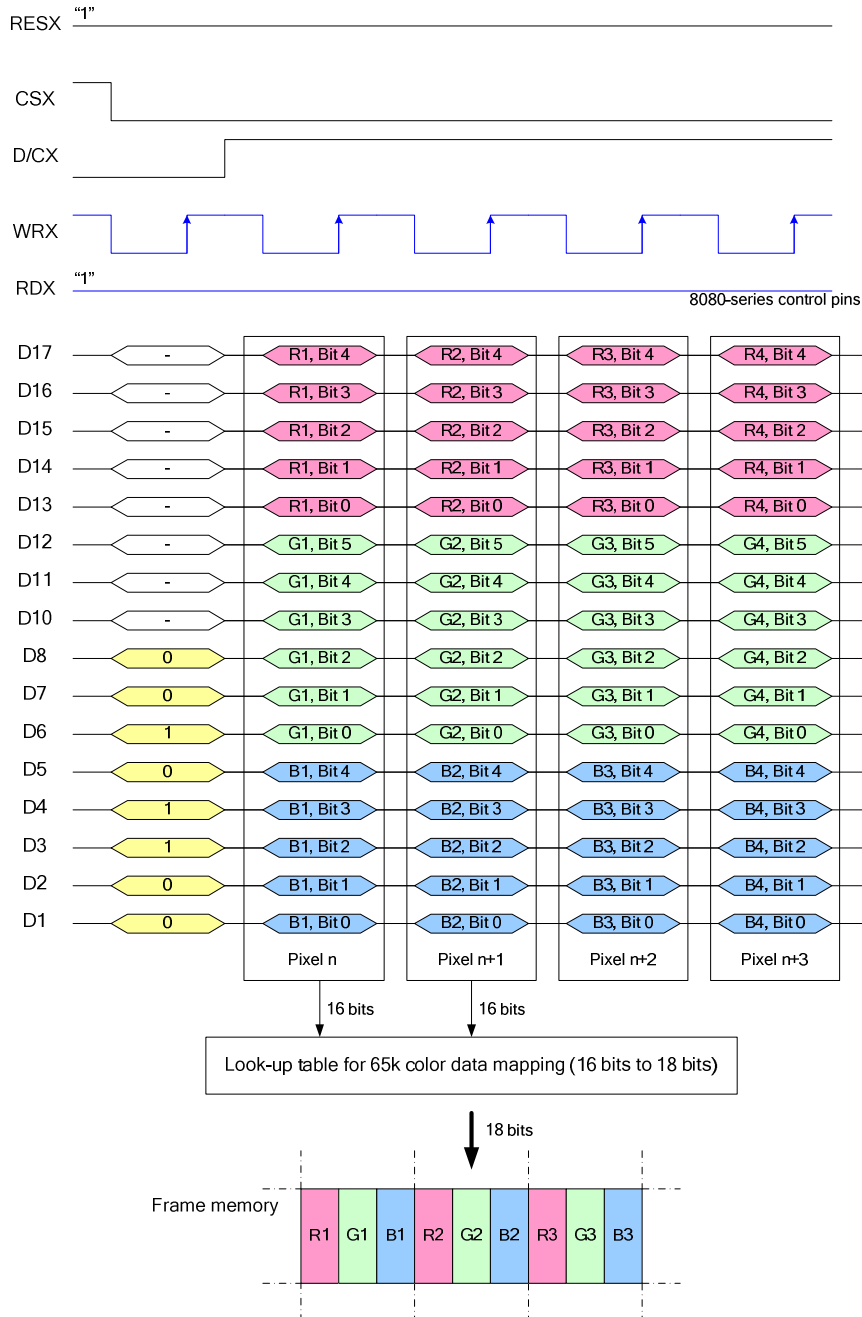 RESX "1"
CSX
D/CX
WRX
RDX "1"
8080-series control pins
D17 - R1, Bit 4 R2, Bit 4 R3, Bit 4 R4, Bit 4
D16 - R1, Bit 3 R2, Bit 3 R3, Bit 3 R4, Bit 3
D15 - R1, Bit 2 R2, Bit 2 R3, Bit 2 R4, Bit 2
D14 - R1, Bit 1 R2, Bit 1 R3, Bit 1 R4, Bit 1
D13 - R1, Bit 0 R2, Bit 0 R3, Bit 0 R4, Bit 0
D12 - G1, Bit 5 G2, Bit 5 G3, Bit 5 G4, Bit 5
D11 - G1, Bit 4 G2, Bit 4 G3, Bit 4 G4, Bit 4
D10 - G1, Bit 3 G2, Bit 3 G3, Bit 3 G4, Bit 3
D8 0 G1, Bit 2 G2, Bit 2 G3, Bit 2 G4, Bit 2
D7 0 G1, Bit 1 G2, Bit 1 G3, Bit 1 G4, Bit 1
D6 1 G1, Bit 0 G2, Bit 0 G3, Bit 0 G4, Bit 0
D5 0 B1, Bit 4 B2, Bit 4 B3, Bit 4 B4, Bit 4
D4 1 B1, Bit 3 B2, Bit 3 B3, Bit 3 B4, Bit 3
D3 1 B1, Bit 2 B2, Bit 2 B3, Bit 2 B4, Bit 2
D2 0 B1, Bit 1 B2, Bit 1 B3, Bit 1 B4, Bit 1
D1 0 B1, Bit 0 B2, Bit 0 B3, Bit 0 B4, Bit 0
Pixel n Pixel n+1 Pixel n+2 Pixel n+3
16 bits 16 bits
Look-up table for 65k color data mapping (16 bits to 18 bits)
18 bits
Frame memory
R1 G1 B1 R2 G2 B2 R3 G3 B3